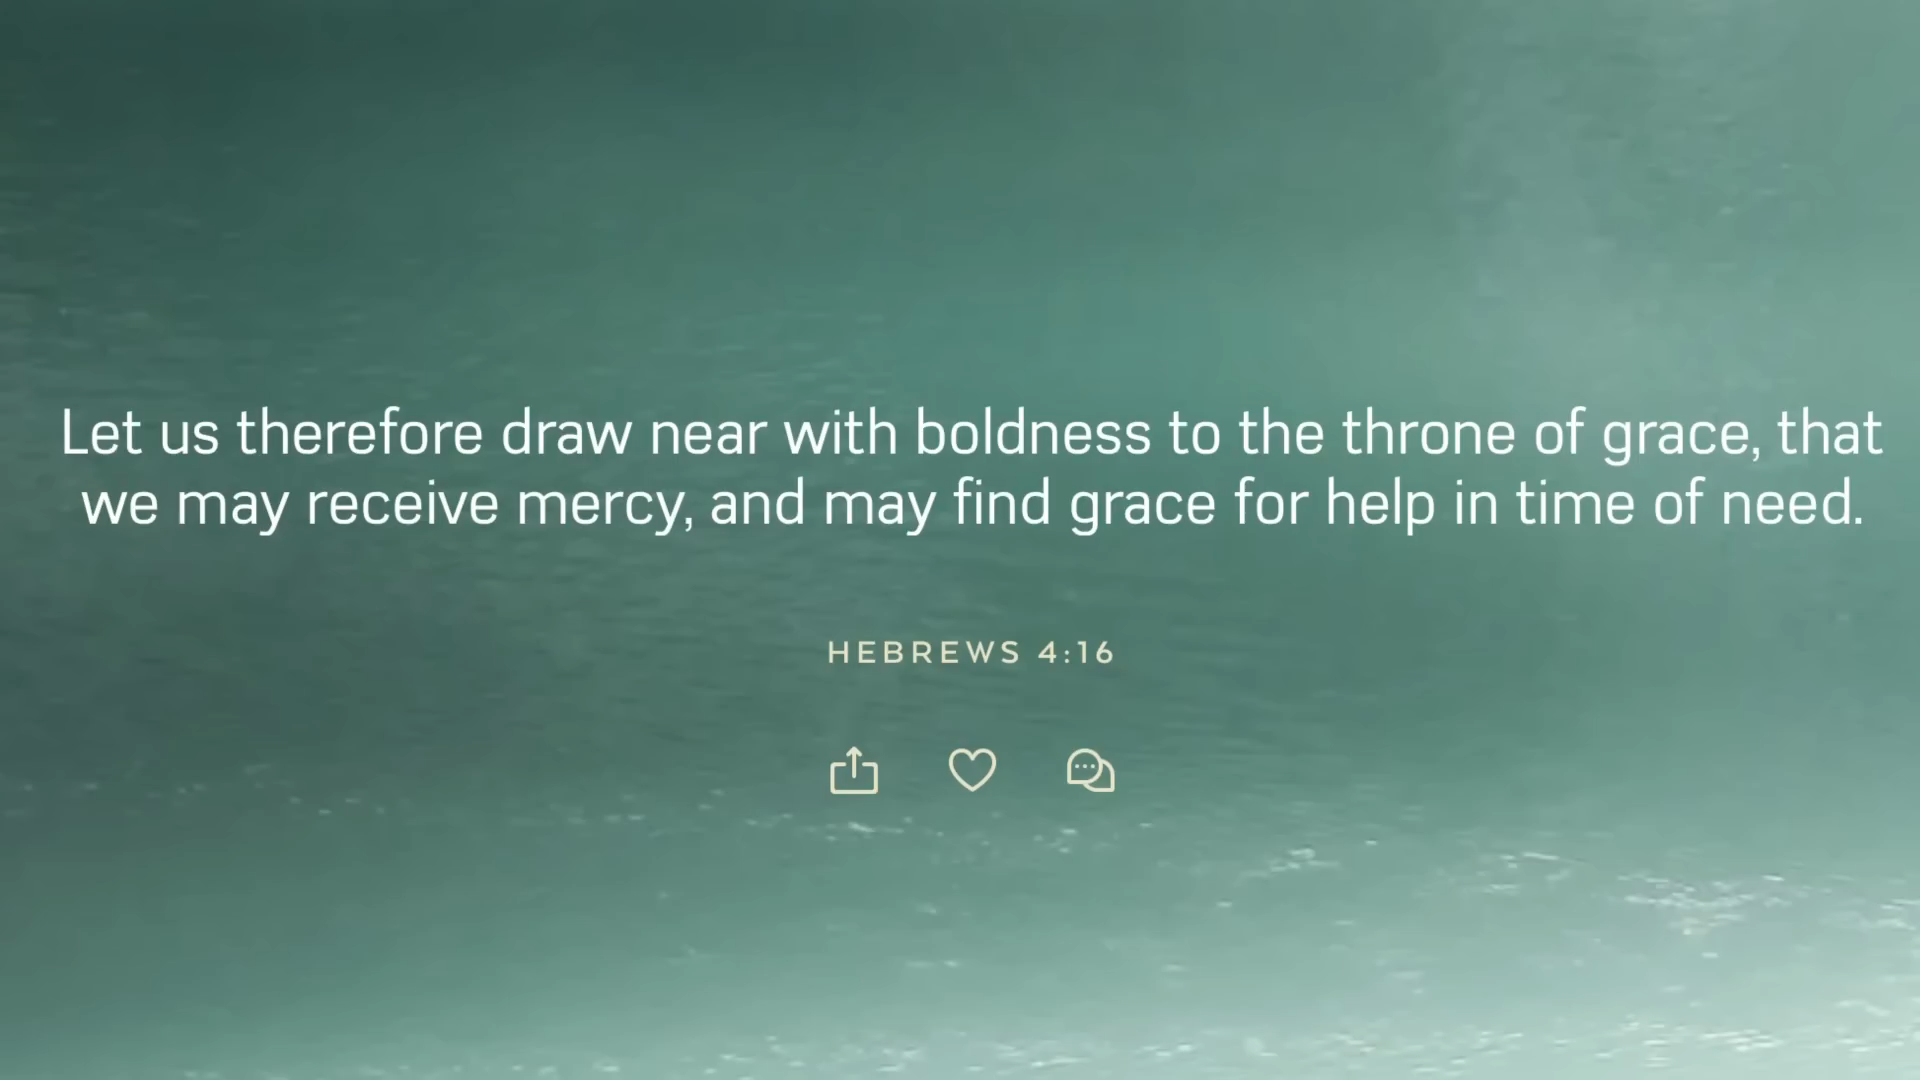 Let us therefore draw near with boldness to the throne of grace, that
we may receive mercy, and may find grace for help in time of need.
HEBREWS 4:16